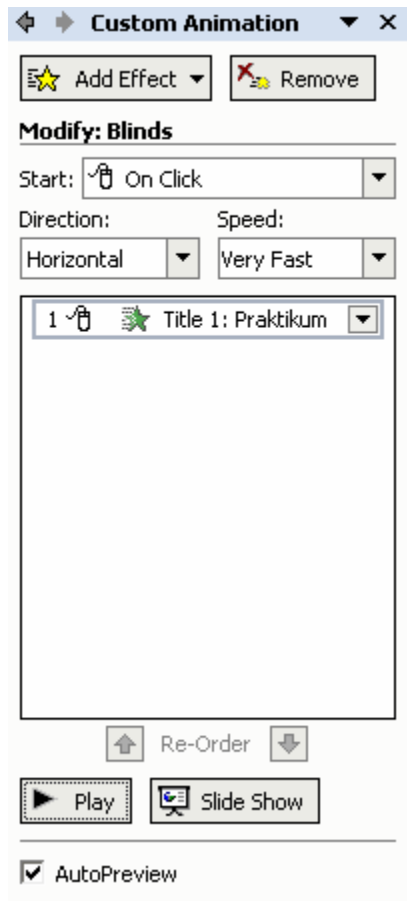 Custom Animation
Add Effect Remove
Modify: Blinds
Start: On Click
Direction: Speed:
Horizontal Very Fast
1 Title 1: Praktikum
Re-Order
Play Slide Show
AutoPreview